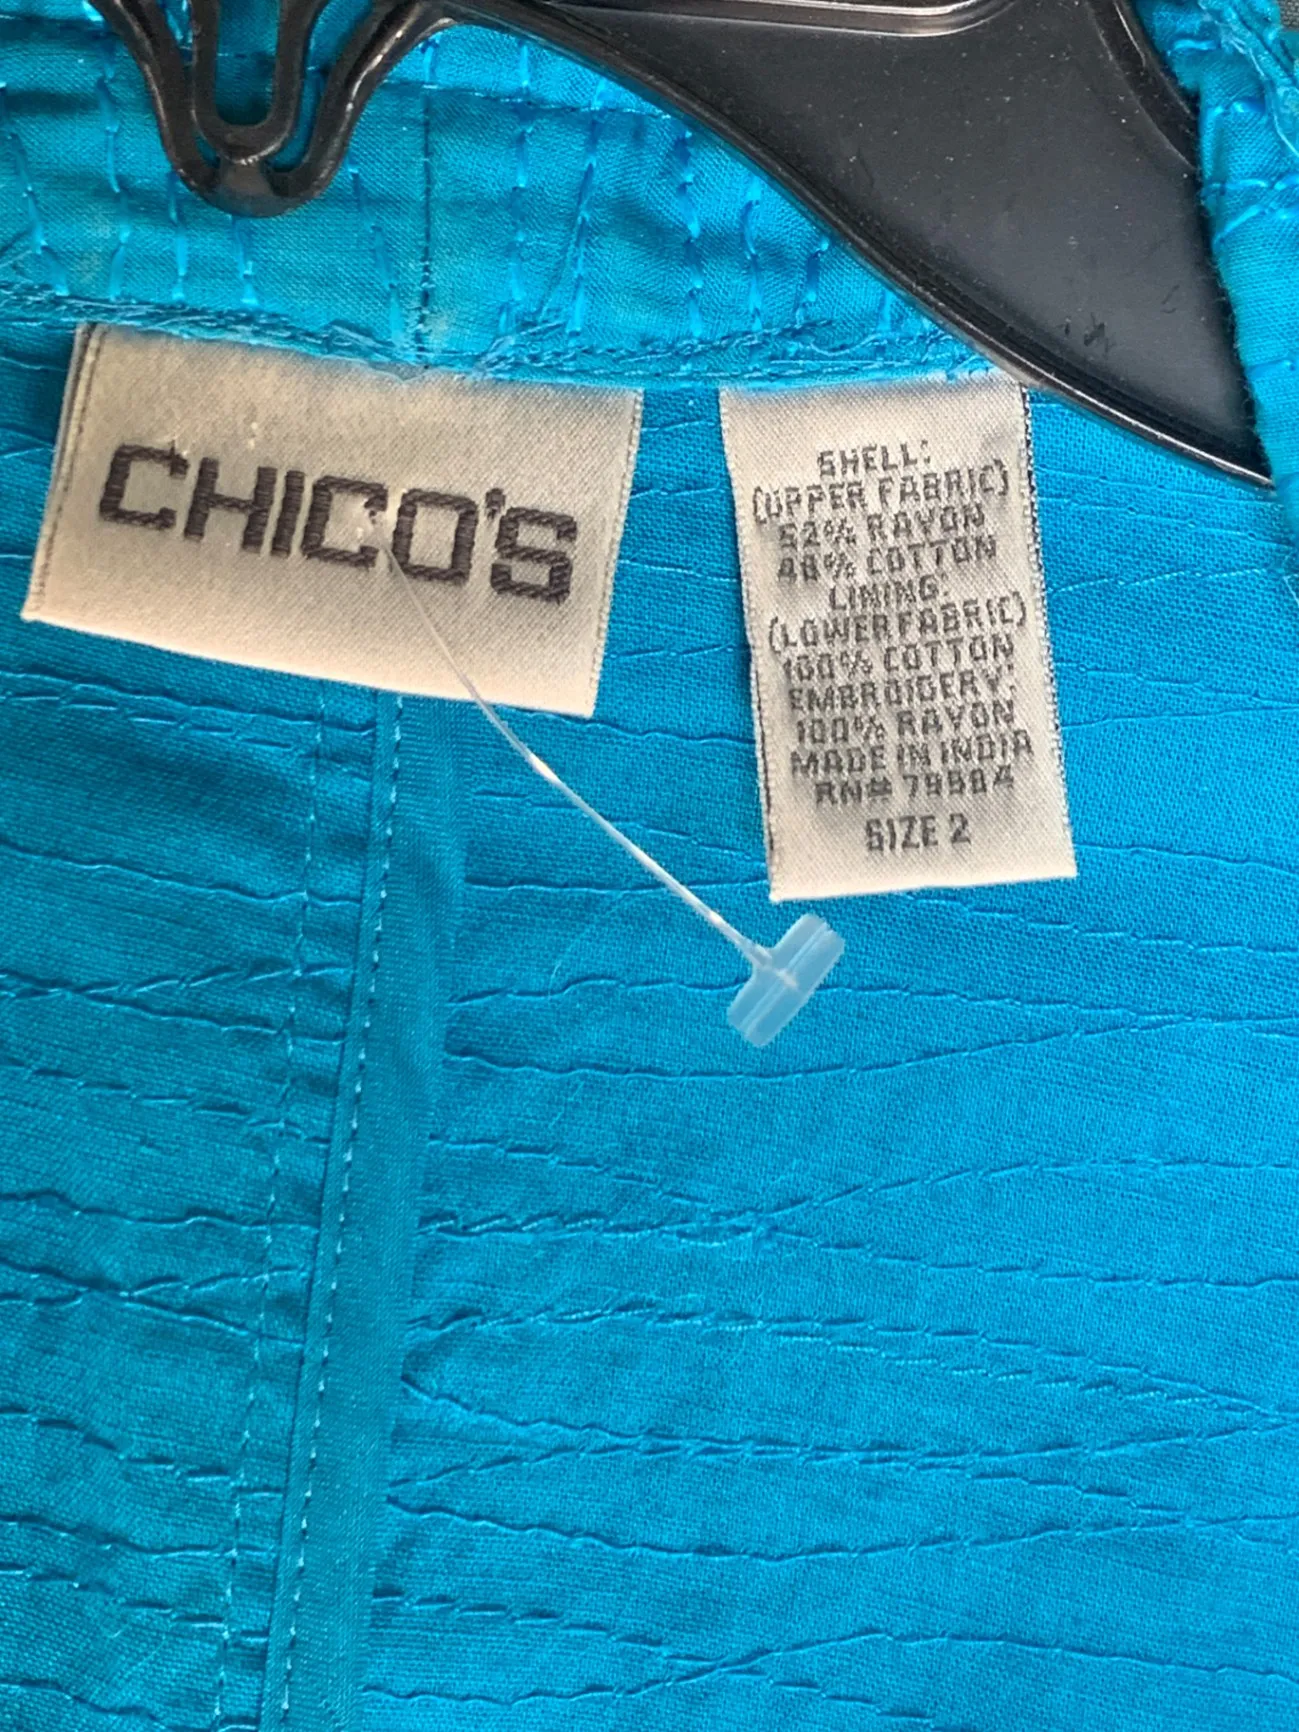 CHICO'S
SHELL:
(UPPER FABRIC)
52% RAYON
48% COTTON
LINING:
(LOWER FABRIC)
100% COTTON
EMBROIDERY:
100% RAYON
MADE IN INDIA
RN# 79984
SIZE 2